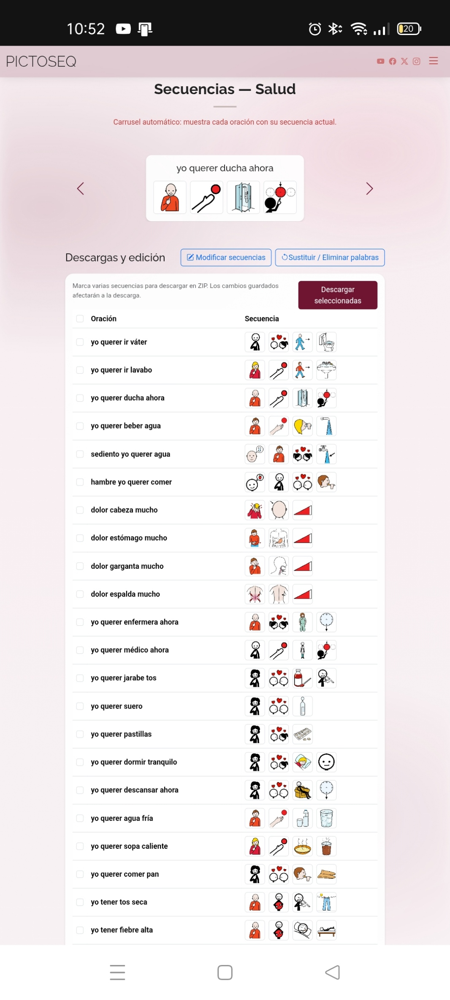 10:52
20
PICTOSEQ
Secuencias — Salud
Carrusel automático: muestra cada oración con su secuencia actual.
yo querer ducha ahora
Descargas y edición
Modificar secuencias
Sustituir / Eliminar palabras
Marca varias secuencias para descargar en ZIP. Los cambios guardados
afectarán a la descarga.
Descargar
seleccionadas
Oración Secuencia
yo querer ir váter
yo querer ir lavabo
yo querer ducha ahora
yo querer beber agua
sediento yo querer agua
hambre yo querer comer
dolor cabeza mucho
dolor estómago mucho
dolor garganta mucho
dolor espalda mucho
yo querer enfermera ahora
yo querer médico ahora
yo querer jarabe tos
yo querer suero
yo querer pastillas
yo querer dormir tranquilo
yo querer descansar ahora
yo querer agua fría
yo querer sopa caliente
yo querer comer pan
yo tener tos seca
yo tener fiebre alta